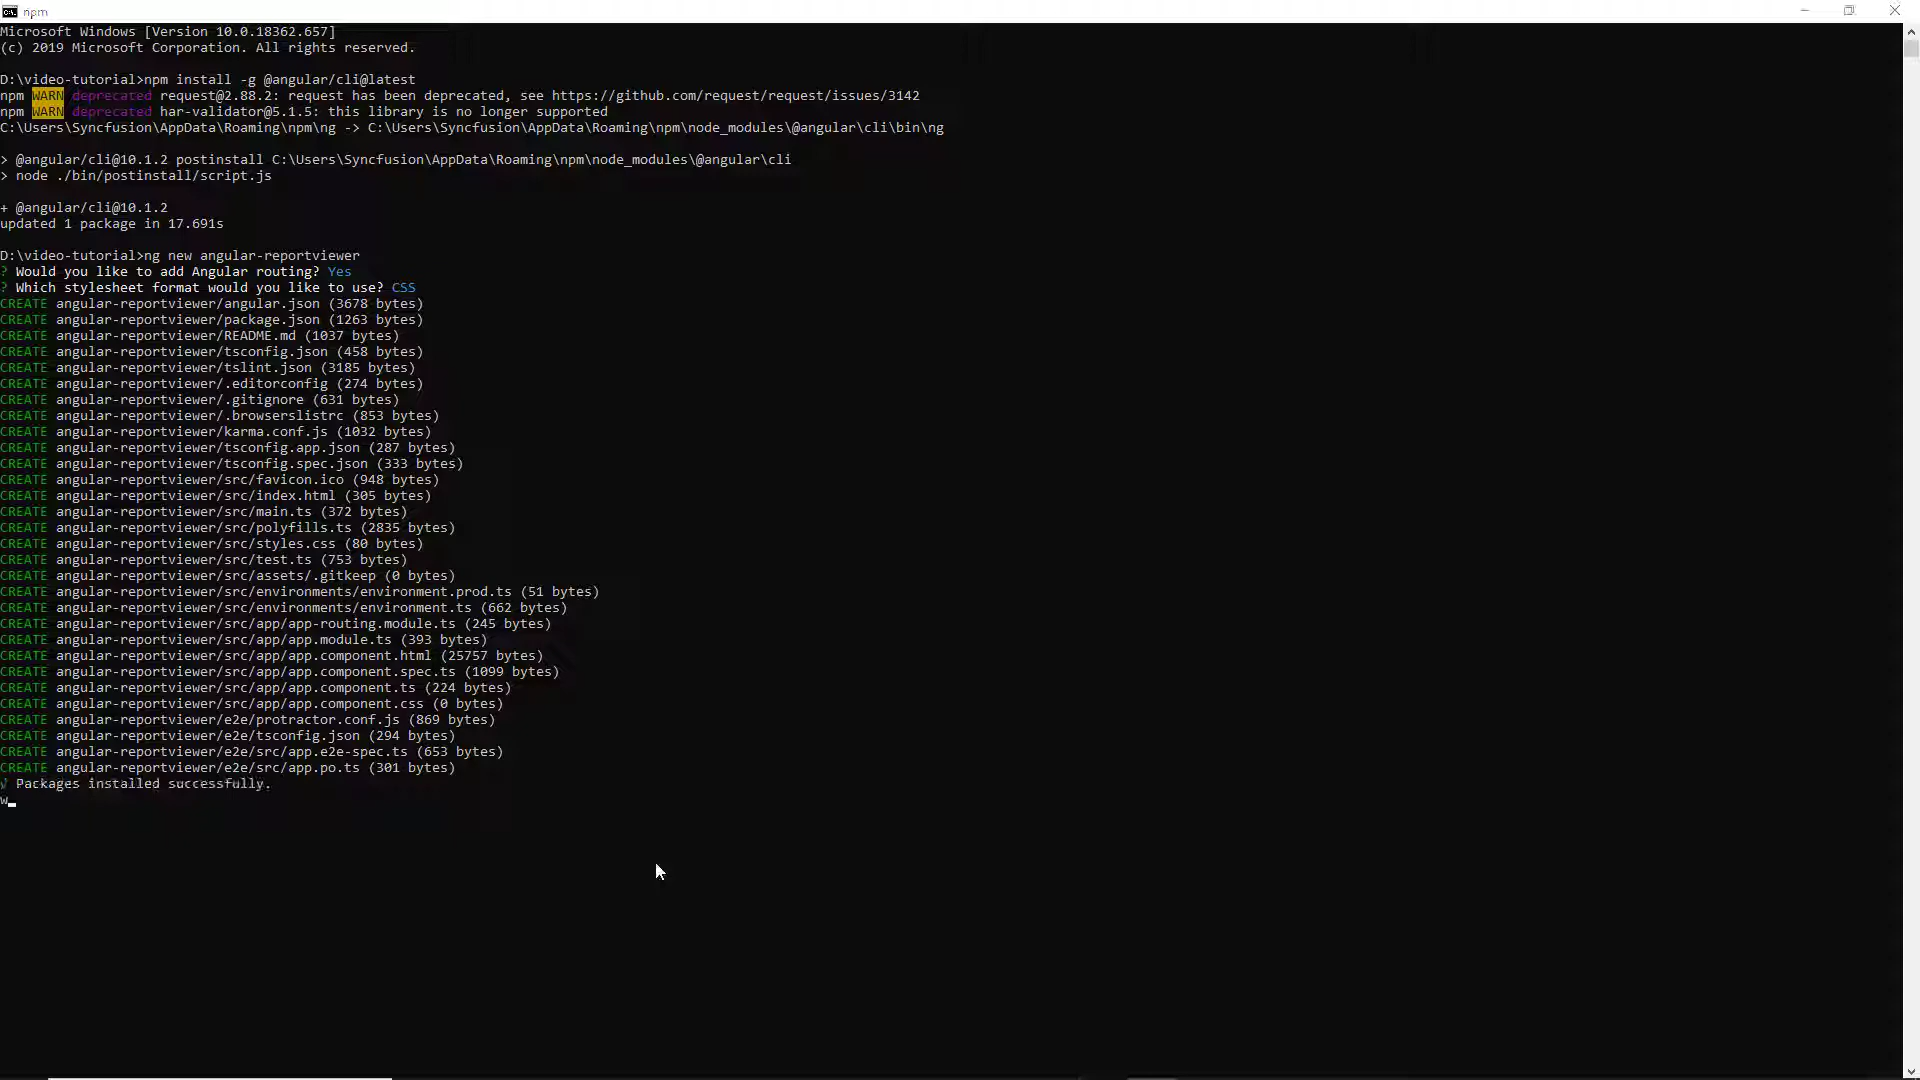 npm
Microsoft Windows [Version 10.0.18362.657]
(c) 2019 Microsoft Corporation. All rights reserved.
D:\video-tutorial>npm install -g @angular/cli@latest
npm WARN deprecated request@2.88.2: request has been deprecated, see https://github.com/request/request/issues/3142
npm WARN deprecated har-validator@5.1.5: this library is no longer supported
C:\Users\Syncfusion\AppData\Roaming\npm\ng -> C:\Users\Syncfusion\AppData\Roaming\npm\node_modules\@angular\cli\bin\ng
> @angular/cli@10.1.2 postinstall C:\Users\Syncfusion\AppData\Roaming\npm\node_modules\@angular\cli
> node ./bin/postinstall/script.js
+ @angular/cli@10.1.2
updated 1 package in 17.691s
D:\video-tutorial>ng new angular-reportviewer
? Would you like to add Angular routing? Yes
? Which stylesheet format would you like to use? CSS
CREATE angular-reportviewer/angular.json (3678 bytes)
CREATE angular-reportviewer/package.json (1263 bytes)
CREATE angular-reportviewer/README.md (1037 bytes)
CREATE angular-reportviewer/tsconfig.json (458 bytes)
CREATE angular-reportviewer/tslint.json (3185 bytes)
CREATE angular-reportviewer/.editorconfig (274 bytes)
CREATE angular-reportviewer/.gitignore (631 bytes)
CREATE angular-reportviewer/.browserslistrc (853 bytes)
CREATE angular-reportviewer/karma.conf.js (1032 bytes)
CREATE angular-reportviewer/tsconfig.app.json (287 bytes)
CREATE angular-reportviewer/tsconfig.spec.json (333 bytes)
CREATE angular-reportviewer/src/favicon.ico (948 bytes)
CREATE angular-reportviewer/src/index.html (305 bytes)
CREATE angular-reportviewer/src/main.ts (372 bytes)
CREATE angular-reportviewer/src/polyfills.ts (2835 bytes)
CREATE angular-reportviewer/src/styles.css (80 bytes)
CREATE angular-reportviewer/src/test.ts (753 bytes)
CREATE angular-reportviewer/src/assets/.gitkeep (0 bytes)
CREATE angular-reportviewer/src/environments/environment.prod.ts (51 bytes)
CREATE angular-reportviewer/src/environments/environment.ts (662 bytes)
CREATE angular-reportviewer/src/app/app-routing.module.ts (245 bytes)
CREATE angular-reportviewer/src/app/app.module.ts (393 bytes)
CREATE angular-reportviewer/src/app/app.component.html (25757 bytes)
CREATE angular-reportviewer/src/app/app.component.spec.ts (1099 bytes)
CREATE angular-reportviewer/src/app/app.component.ts (224 bytes)
CREATE angular-reportviewer/src/app/app.component.css (0 bytes)
CREATE angular-reportviewer/e2e/protractor.conf.js (869 bytes)
CREATE angular-reportviewer/e2e/tsconfig.json (294 bytes)
CREATE angular-reportviewer/e2e/src/app.e2e-spec.ts (653 bytes)
CREATE angular-reportviewer/e2e/src/app.po.ts (301 bytes)
√ Packages installed successfully.
w